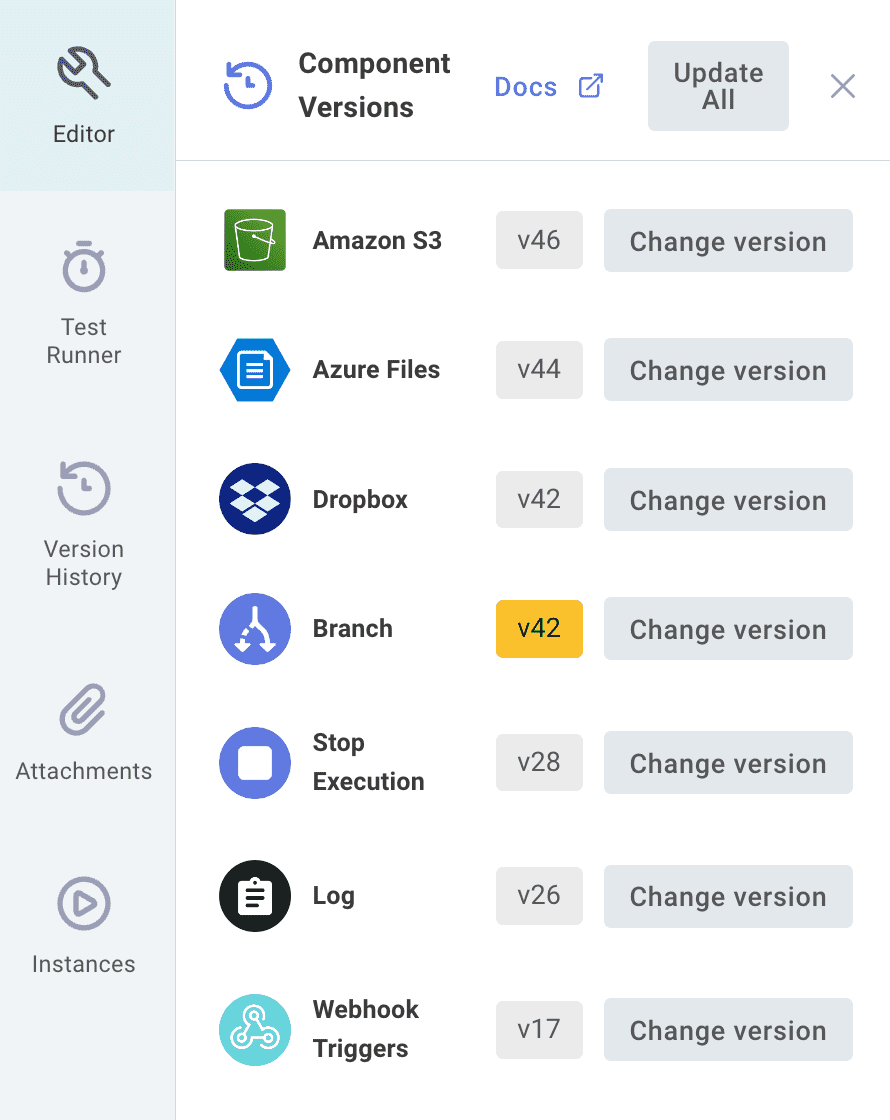 Editor
Test
Runner
Version
History
Attachments
Instances
Component
Versions
Docs
Update
All
Amazon S3
v46
Change version
Azure Files
v44
Change version
Dropbox
v42
Change version
Branch
v42
Change version
Stop
Execution
v28
Change version
Log
v26
Change version
Webhook
Triggers
v17
Change version